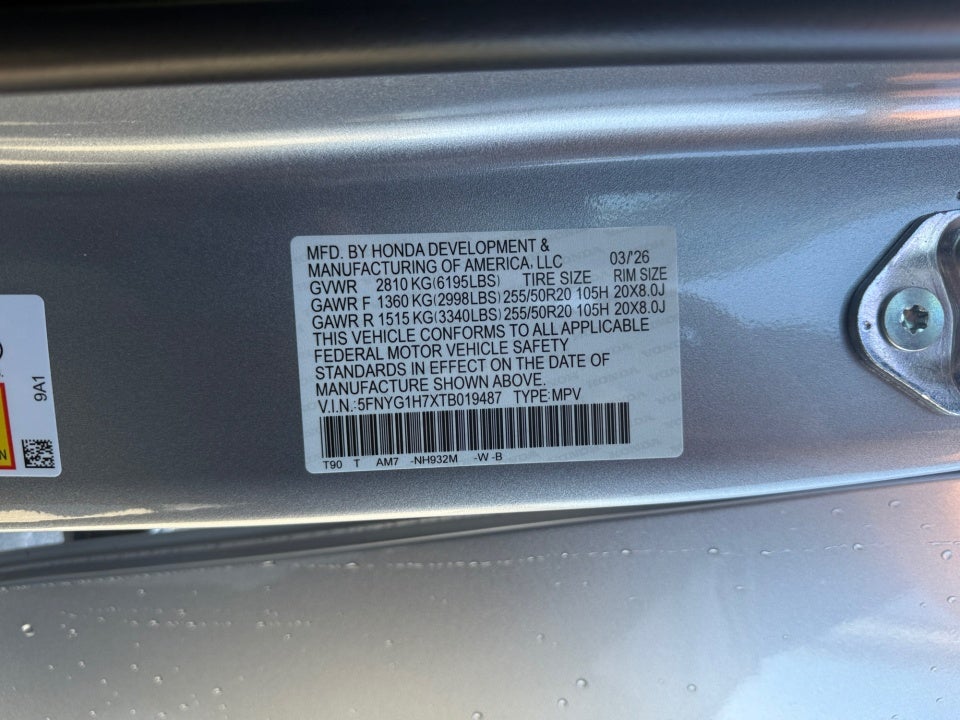 MFD. BY HONDA DEVELOPMENT &
MANUFACTURING OF AMERICA, LLC 03/'26
GVWR 2810 KG(6195LBS) TIRE SIZE RIM SIZE
GAWR F 1360 KG(2998LBS) 255/50R20 105H 20X8.0J
GAWR R 1515 KG(3340LBS) 255/50R20 105H 20X8.0J
THIS VEHICLE CONFORMS TO ALL APPLICABLE
FEDERAL MOTOR VEHICLE SAFETY
STANDARDS IN EFFECT ON THE DATE OF
MANUFACTURE SHOWN ABOVE.
V.I.N.:5FNYG1H7XTB019487 TYPE:MPV
T90 T AM7 -NH932M -W -B
9A1